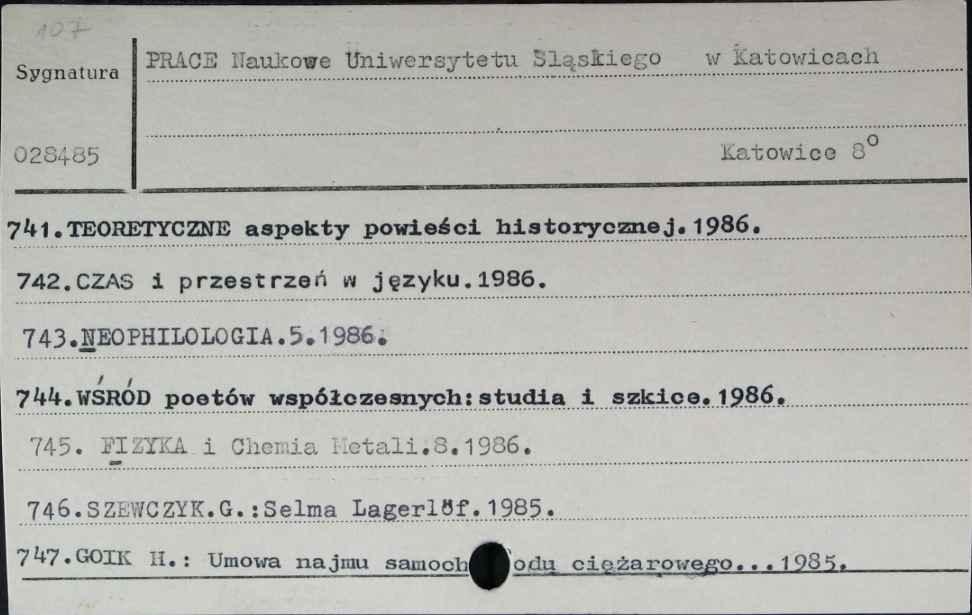 107
Sygnatura
PRACE Naukowe Uniwersytetu Śląskiego w Katowicach
028485
Katowice 8°
741.TEORETYCZNE aspekty powieści historycznej.1986.
742.CZAS i przestrzeń w języku.1986.
743.NEOPHILOLOGIA.5.1986.
744.WŚRÓD poetów współczesnych:studia i szkice.1986.
745. FIZYKA i Chemia Metali.8.1986.
746.SZEWCZYK.G.:Selma Lagerlöf.1985.
747.GOIK H.: Umowa najmu samoch odu ciężarowego...1985.